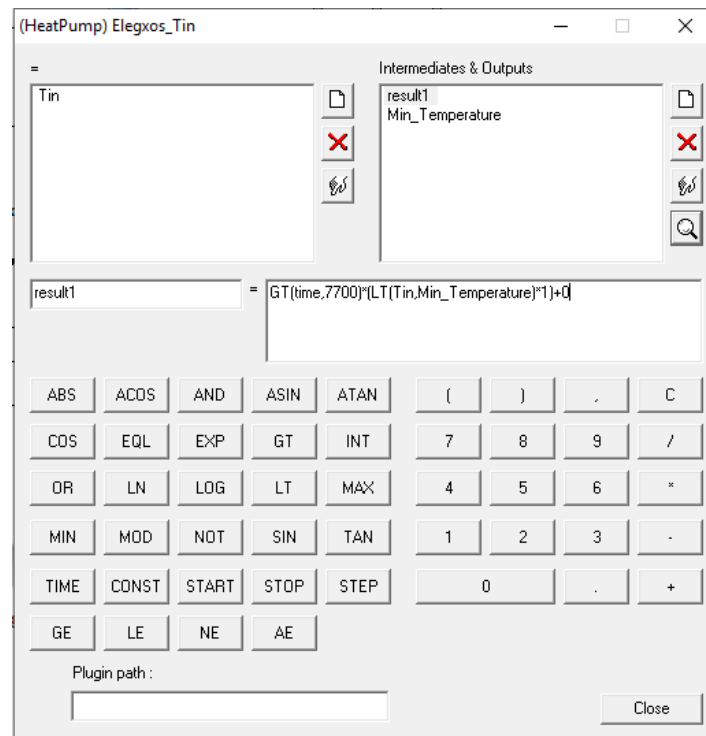 (HeatPump) Elegxos_Tin
=
Intermediates & Outputs
Tin
result1
Min_Temperature
result1
=
GT(time,7700)*(LT(Tin,Min_Temperature)*1)+0
ABS ACOS AND ASIN ATAN ( ) , C
COS EQL EXP GT INT 7 8 9 /
OR LN LOG LT MAX 4 5 6 *
MIN MOD NOT SIN TAN 1 2 3 -
TIME CONST START STOP STEP 0 . +
GE LE NE AE
Plugin path :
Close